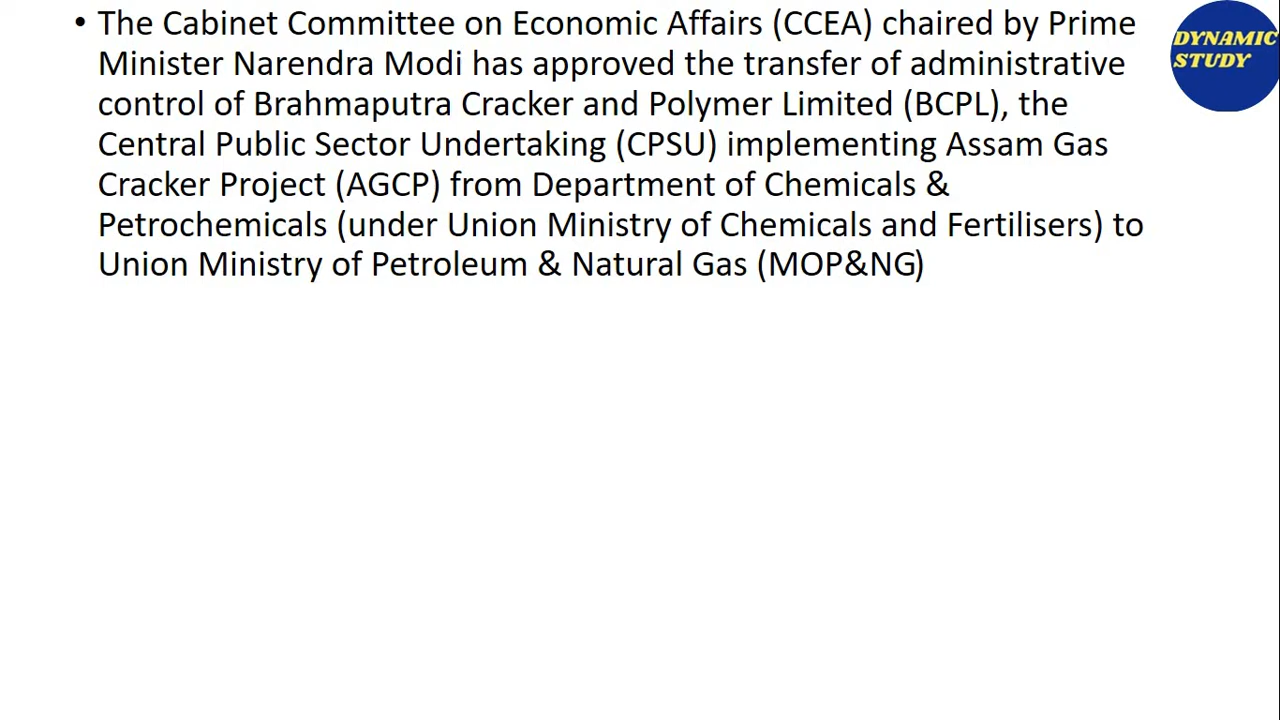 • The Cabinet Committee on Economic Affairs (CCEA) chaired by Prime
Minister Narendra Modi has approved the transfer of administrative
control of Brahmaputra Cracker and Polymer Limited (BCPL), the
Central Public Sector Undertaking (CPSU) implementing Assam Gas
Cracker Project (AGCP) from Department of Chemicals &
Petrochemicals (under Union Ministry of Chemicals and Fertilisers) to
Union Ministry of Petroleum & Natural Gas (MOP&NG)
DYNAMIC
STUDY